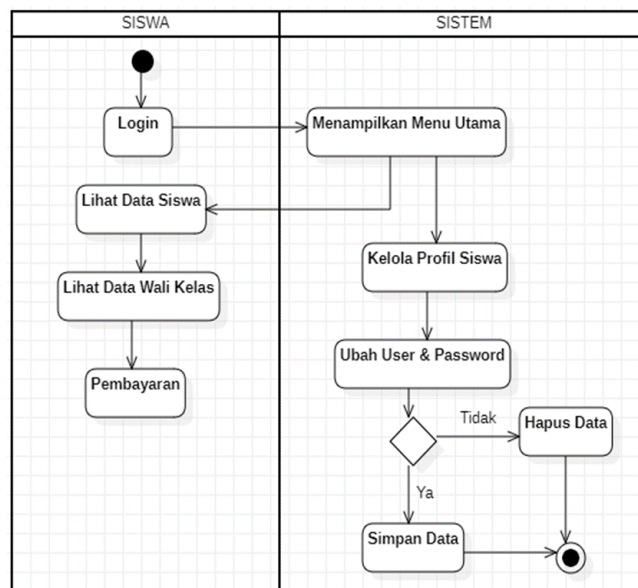 SISWA
SISTEM
Login
Menampilkan Menu Utama
Lihat Data Siswa
Kelola Profil Siswa
Lihat Data Wali Kelas
Ubah User & Password
Pembayaran
Tidak
Hapus Data
Ya
Simpan Data